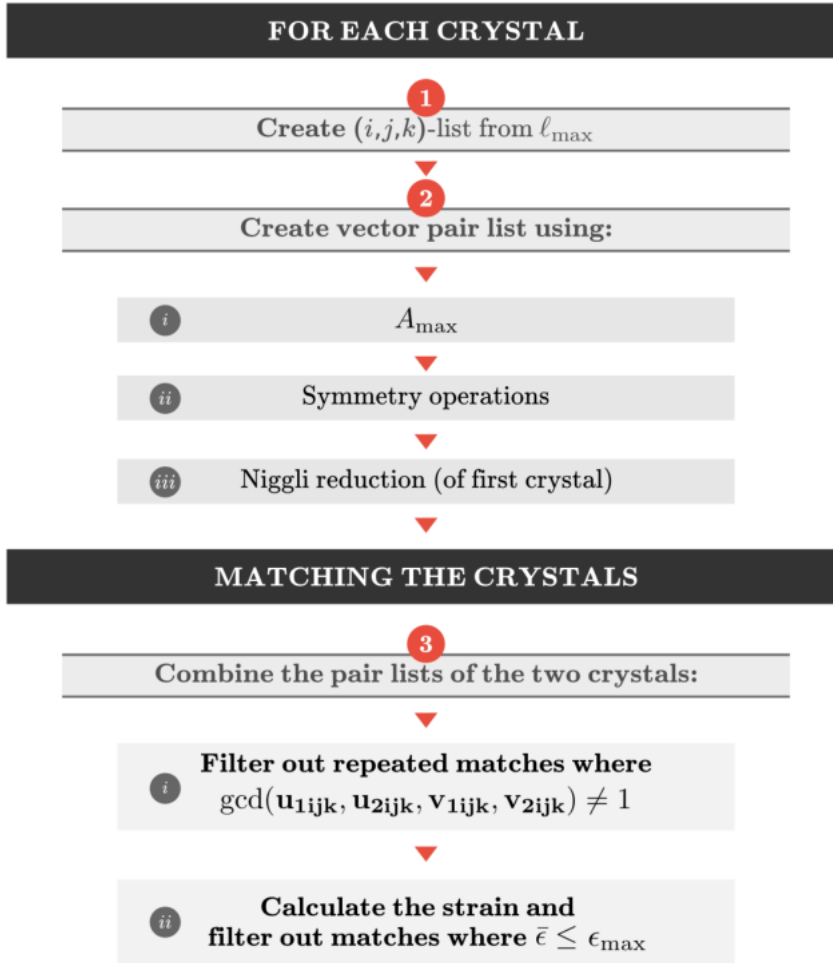 FOR EACH CRYSTAL
1
Create (i,j,k)-list from ℓmax
2
Create vector pair list using:
i
Amax
ii
Symmetry operations
iii
Niggli reduction (of first crystal)
MATCHING THE CRYSTALS
3
Combine the pair lists of the two crystals:
i
Filter out repeated matches where
gcd(u1ijk, u2ijk, v1ijk, v2ijk) ≠ 1
ii
Calculate the strain and
filter out matches where ϵ̄ ≤ ϵmax